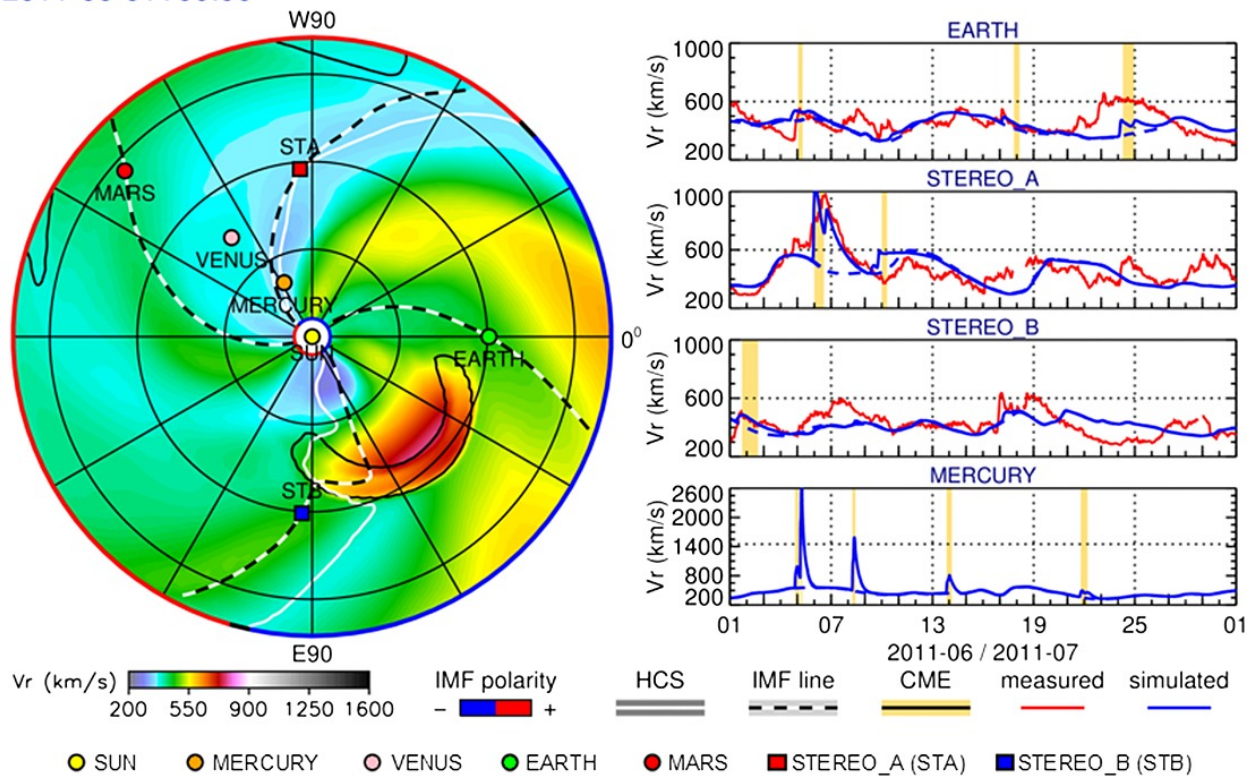 W90
STA
MARS
VENUS
MERCURY
EARTH
0⁰
STB
E90
EARTH
Vr (km/s)
1000
600
200
STEREO_A
Vr (km/s)
1000
600
200
STEREO_B
Vr (km/s)
1000
600
200
MERCURY
Vr (km/s)
2600
2000
1400
800
200
01 07 13 19 25 01
2011-06 / 2011-07
Vr (km/s)
200 550 900 1250 1600
IMF polarity
- +
HCS IMF line CME measured simulated
SUN MERCURY VENUS EARTH MARS STEREO_A (STA) STEREO_B (STB)